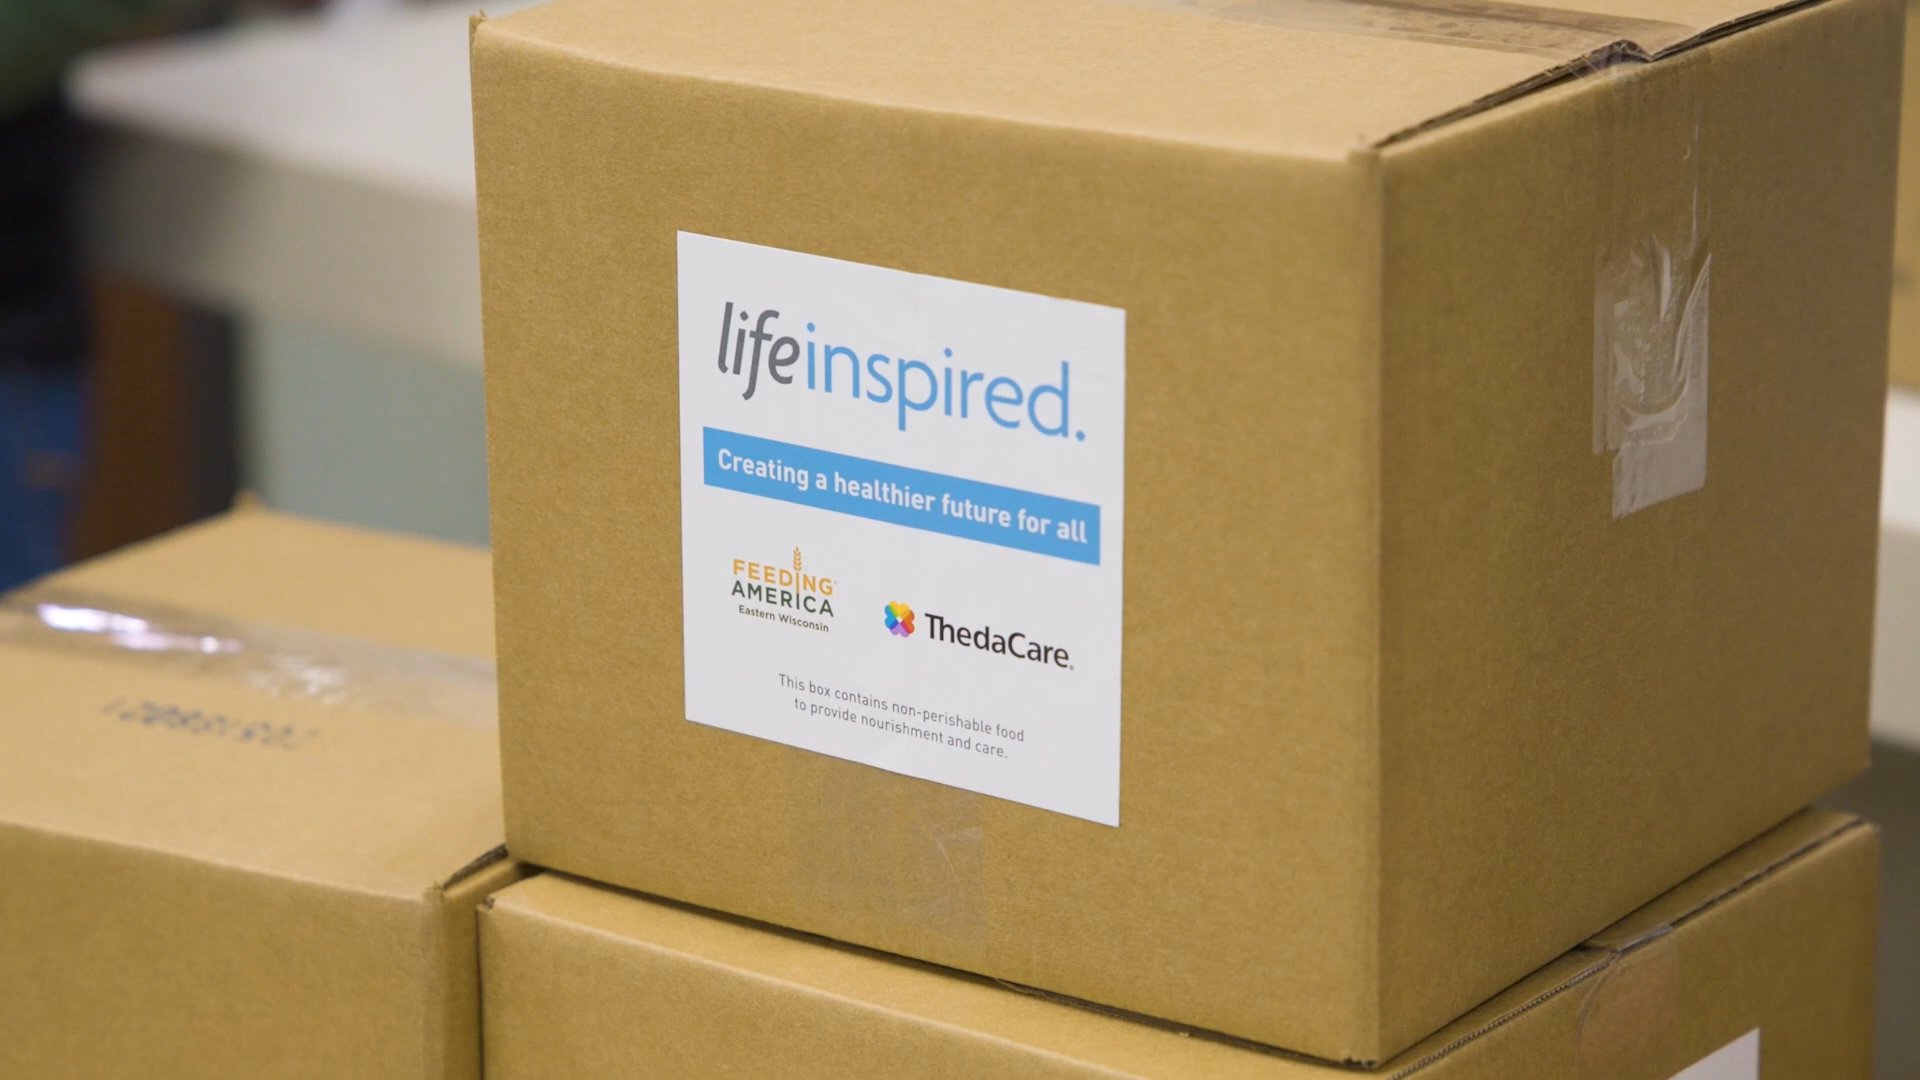 lifeinspired.
Creating a healthier future for all
FEEDING
AMERICA
Eastern Wisconsin
ThedaCare®
This box contains non-perishable food
to provide nourishment and care.